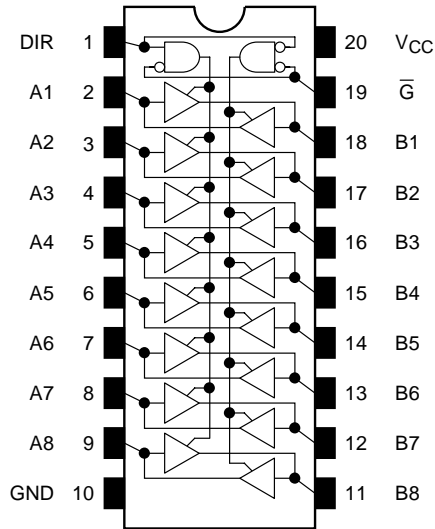 DIR 1 20 VCC
A1 2 19 G̅
A2 3 18 B1
A3 4 17 B2
A4 5 16 B3
A5 6 15 B4
A6 7 14 B5
A7 8 13 B6
A8 9 12 B7
GND 10 11 B8